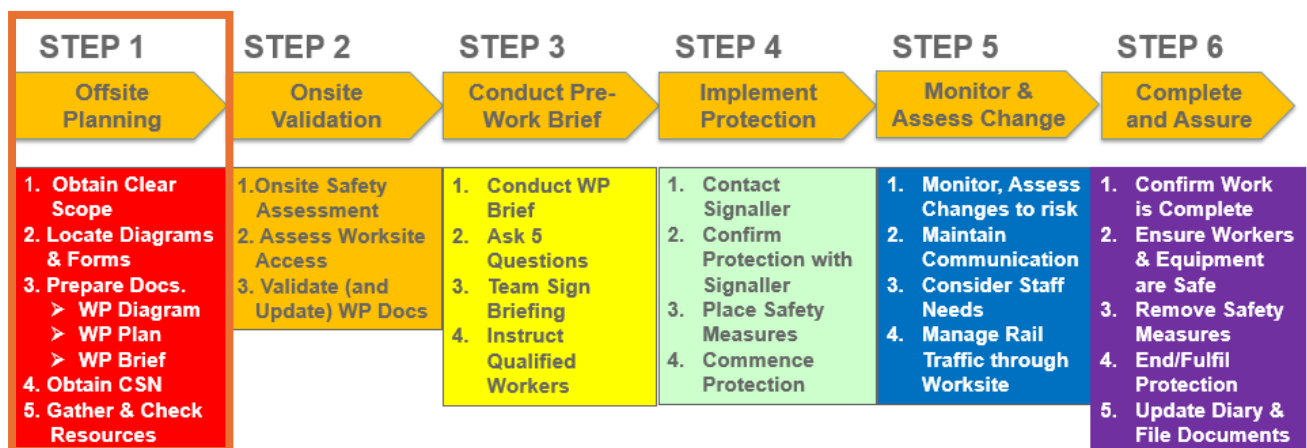 STEP 1
Offsite
Planning
1. Obtain Clear
Scope
2. Locate Diagrams
& Forms
3. Prepare Docs.
➢ WP Diagram
➢ WP Plan
➢ WP Brief
4. Obtain CSN
5. Gather & Check
Resources
STEP 2
Onsite
Validation
1.Onsite Safety
Assessment
2. Assess Worksite
Access
3. Validate (and
Update) WP Docs
STEP 3
Conduct Pre-
Work Brief
1. Conduct WP
Brief
2. Ask 5
Questions
3. Team Sign
Briefing
4. Instruct
Qualified
Workers
STEP 4
Implement
Protection
1. Contact
Signaller
2. Confirm
Protection with
Signaller
3. Place Safety
Measures
4. Commence
Protection
STEP 5
Monitor &
Assess Change
1. Monitor, Assess
Changes to risk
2. Maintain
Communication
3. Consider Staff
Needs
4. Manage Rail
Traffic through
Worksite
STEP 6
Complete
and Assure
1. Confirm Work
is Complete
2. Ensure Workers
& Equipment
are Safe
3. Remove Safety
Measures
4. End/Fulfil
Protection
5. Update Diary &
File Documents